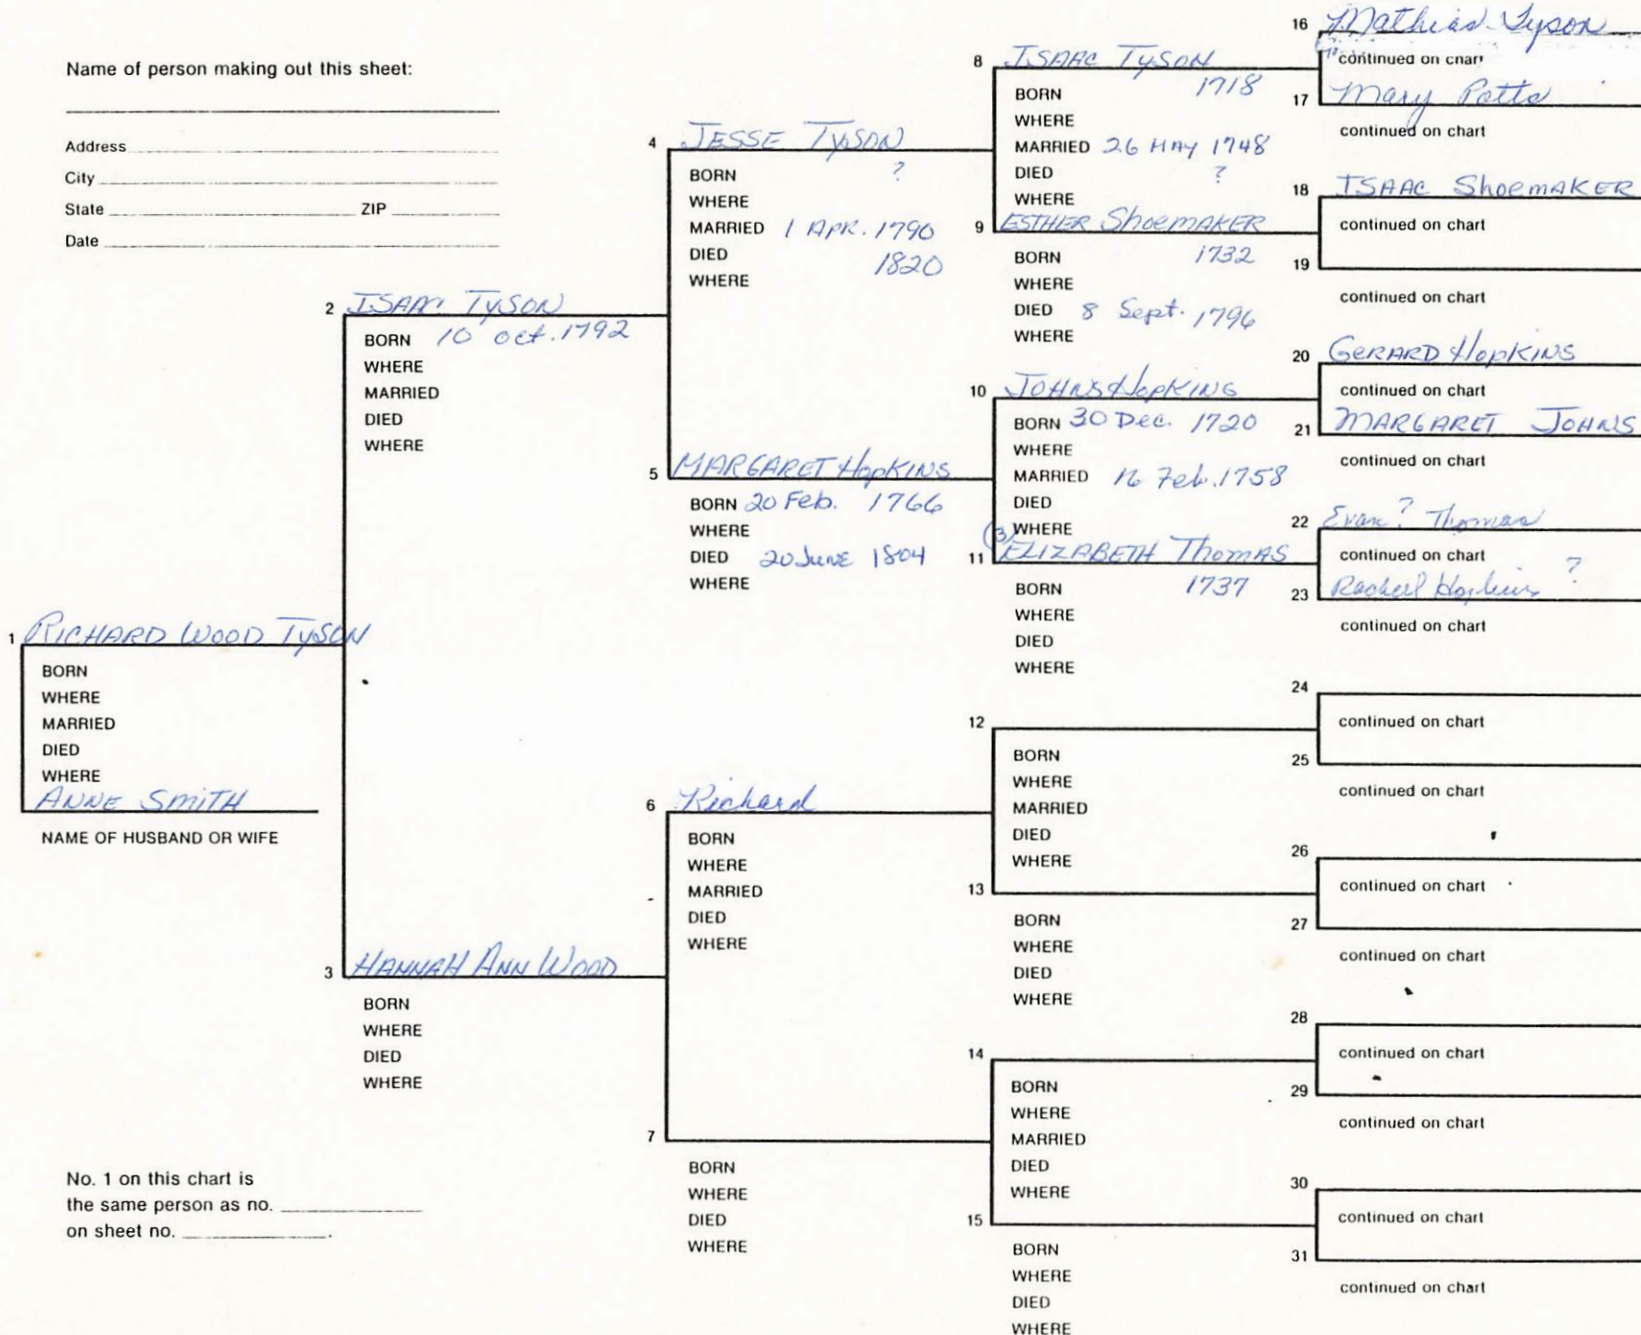 Name of person making out this sheet:
Address
City
State ZIP
Date
1 RICHARD WOOD TYSON
BORN
WHERE
MARRIED
DIED
WHERE
ANNE SMITH
NAME OF HUSBAND OR WIFE
No. 1 on this chart is
the same person as no.
on sheet no. .
2 ISAAC TYSON
BORN 10 Oct. 1792
WHERE
MARRIED
DIED
WHERE
3 HANNAH ANN WOOD
BORN
WHERE
DIED
WHERE
4 JESSE TYSON
BORN ?
WHERE
MARRIED 1 APR. 1790
DIED 1820
WHERE
5 MARGARET HOPKINS
BORN 20 Feb. 1766
WHERE
DIED 20 JUNE 1804
WHERE
6 Richard
BORN
WHERE
MARRIED
DIED
WHERE
7
BORN
WHERE
DIED
WHERE
8 ISAAC TYSON
BORN 1718
WHERE
MARRIED 26 MAY 1748
DIED ?
WHERE
9 ESTHER ShoemAKER
BORN 1732
WHERE
DIED 8 Sept. 1796
WHERE
10 JOHNS HopKINS
BORN 30 Dec. 1720
WHERE
MARRIED 16 Feb. 1758
DIED
WHERE
(3)
11 ELIZABETH THOMAS
BORN 1737
WHERE
DIED
WHERE
12
BORN
WHERE
MARRIED
DIED
WHERE
13
BORN
WHERE
DIED
WHERE
14
BORN
WHERE
MARRIED
DIED
WHERE
15
BORN
WHERE
DIED
WHERE
16 Mathias Tyson
continued on chart
17 Mary Potts
continued on chart
18 ISAAC ShoemAKER
continued on chart
19
continued on chart
20 GERARD HopKINS
continued on chart
21 MARGARET JOHNS
continued on chart
22 Evan? Thomas
continued on chart
23 Rachel Hopkins ?
continued on chart
24
continued on chart
25
continued on chart
26
continued on chart
27
continued on chart
28
continued on chart
29
continued on chart
30
continued on chart
31
continued on chart